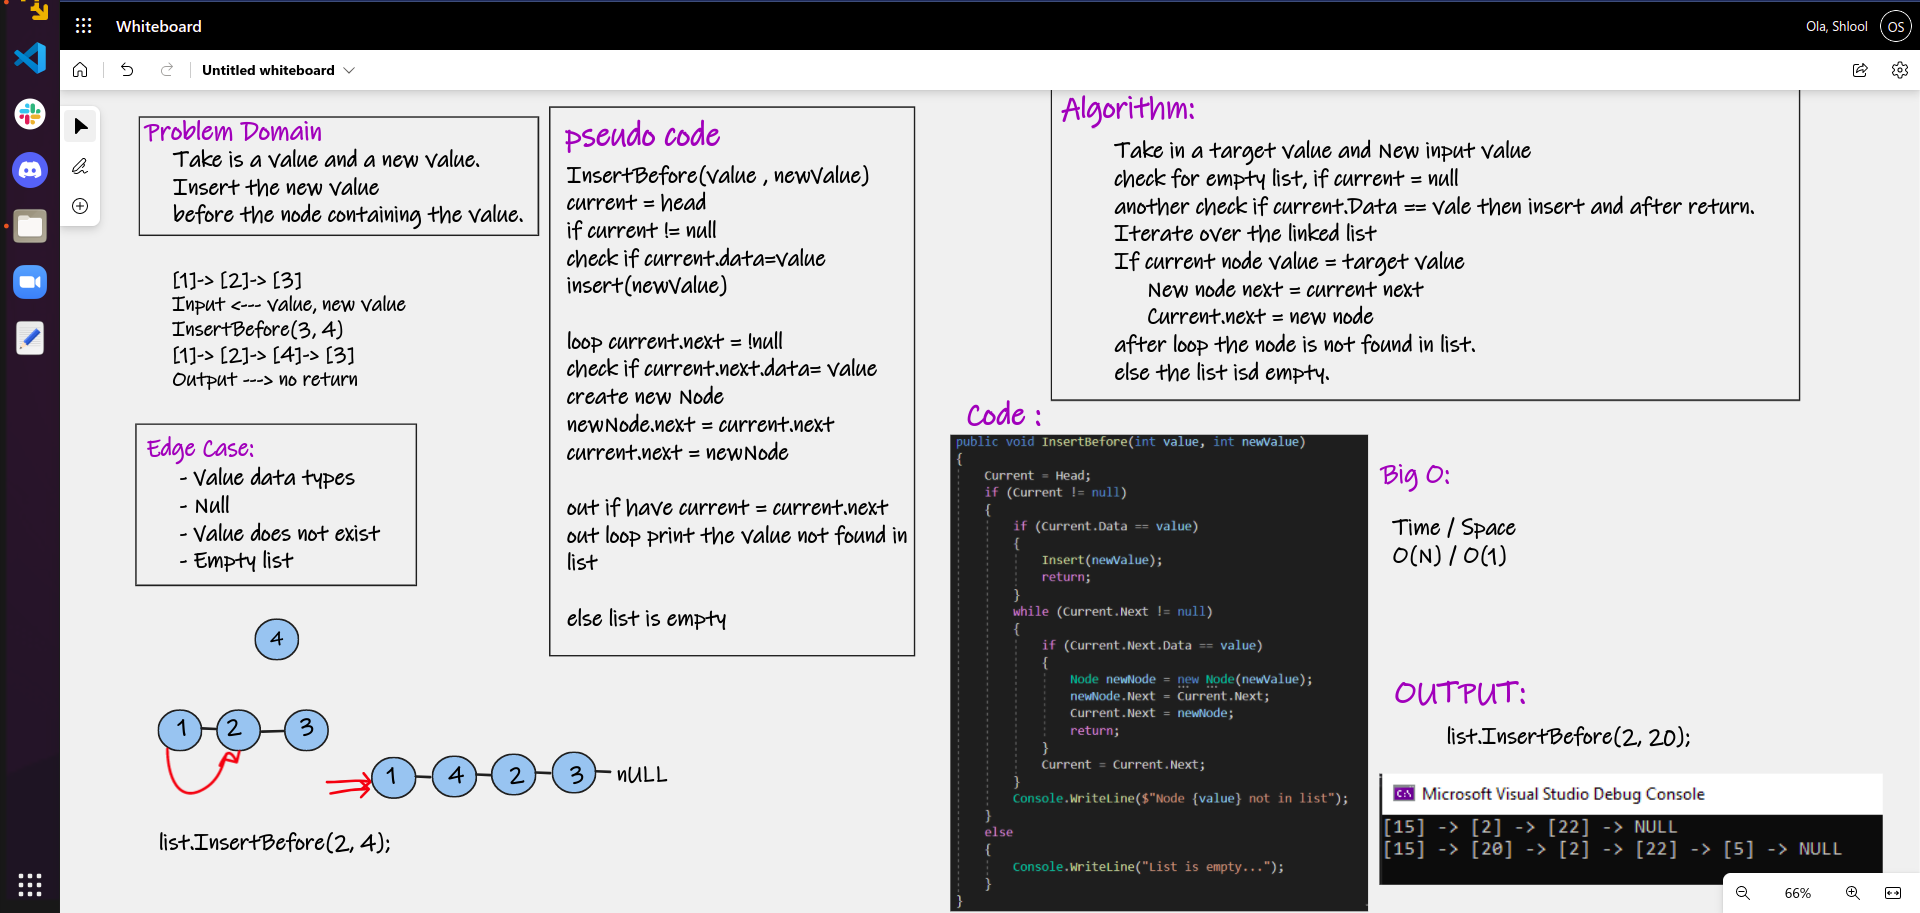 Whiteboard
Ola, Shlool
OS
Untitled whiteboard
Problem Domain
Take is a value and a new value.
Insert the new value
before the node containing the value.
[1]-> [2]-> [3]
Input <--- value, new value
InsertBefore(3, 4)
[1]-> [2]-> [4]-> [3]
Output ---> no return
Edge Case:
- Value data types
- Null
- Value does not exist
- Empty list
4
1
2
3
1
4
2
3
nULL
list.InsertBefore(2, 4);
pseudo code
InsertBefore(value , newValue)
current = head
if current != null
check if current.data=value
insert(newValue)
loop current.next = !null
check if current.next.data= value
create new Node
newNode.next = current.next
current.next = newNode
out if have current = current.next
out loop print the value not found in
list
else list is empty
Algorithm:
Take in a target value and New input value
check for empty list, if current = null
another check if current.Data == vale then insert and after return.
Iterate over the linked list
If current node value = target value
New node next = current next
Current.next = new node
after loop the node is not found in list.
else the list isd empty.
Code :
public void InsertBefore(int value, int newValue)
{
Current = Head;
if (Current != null)
{
if (Current.Data == value)
{
Insert(newValue);
return;
}
while (Current.Next != null)
{
if (Current.Next.Data == value)
{
Node newNode = new Node(newValue);
newNode.Next = Current.Next;
Current.Next = newNode;
return;
}
Current = Current.Next;
}
Console.WriteLine($"Node {value} not in list");
}
else
{
Console.WriteLine("List is empty...");
}
}
Big O:
Time / Space
O(N) / O(1)
OUTPUT:
list.InsertBefore(2, 20);
C:\ Microsoft Visual Studio Debug Console
[15] -> [2] -> [22] -> NULL
[15] -> [20] -> [2] -> [22] -> [5] -> NULL
66%